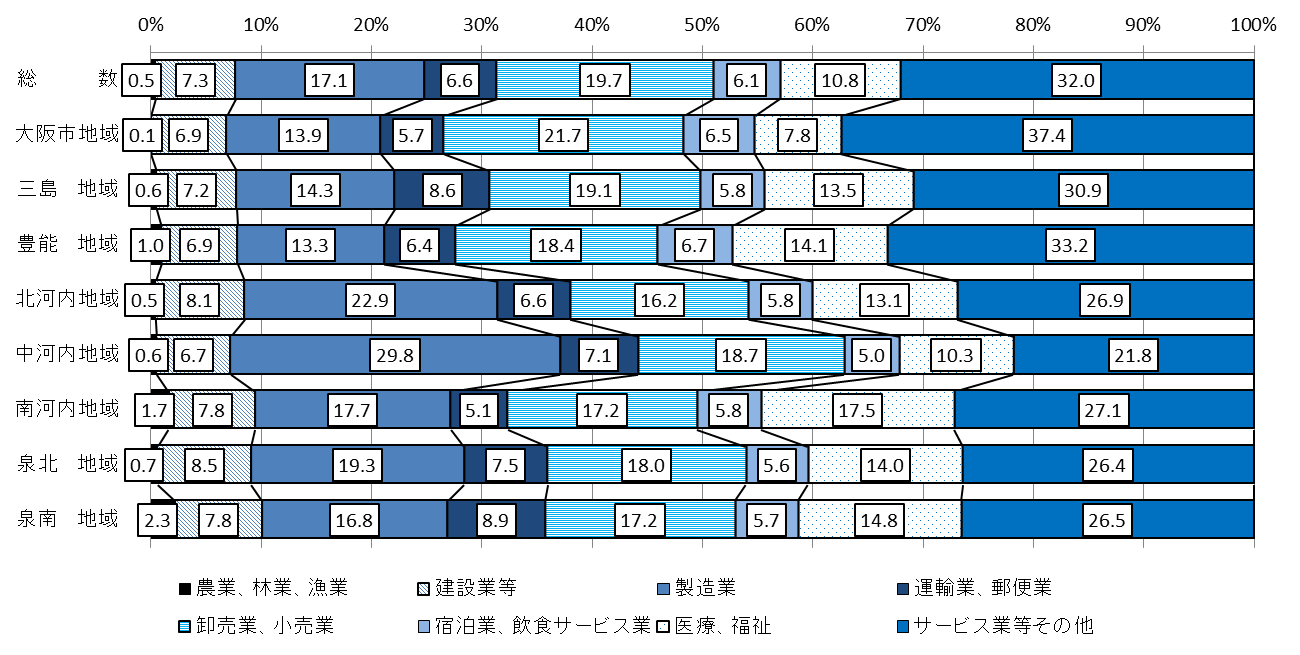 0% 10% 20% 30% 40% 50% 60% 70% 80% 90% 100%
総　　　数 0.5 7.3 17.1 6.6 19.7 6.1 10.8 32.0
大阪市地域 0.1 6.9 13.9 5.7 21.7 6.5 7.8 37.4
三島　地域 0.6 7.2 14.3 8.6 19.1 5.8 13.5 30.9
豊能　地域 1.0 6.9 13.3 6.4 18.4 6.7 14.1 33.2
北河内地域 0.5 8.1 22.9 6.6 16.2 5.8 13.1 26.9
中河内地域 0.6 6.7 29.8 7.1 18.7 5.0 10.3 21.8
南河内地域 1.7 7.8 17.7 5.1 17.2 5.8 17.5 27.1
泉北　地域 0.7 8.5 19.3 7.5 18.0 5.6 14.0 26.4
泉南　地域 2.3 7.8 16.8 8.9 17.2 5.7 14.8 26.5
農業、林業、漁業 建設業等 製造業 運輸業、郵便業
卸売業、小売業 宿泊業、飲食サービス業 医療、福祉 サービス業等その他